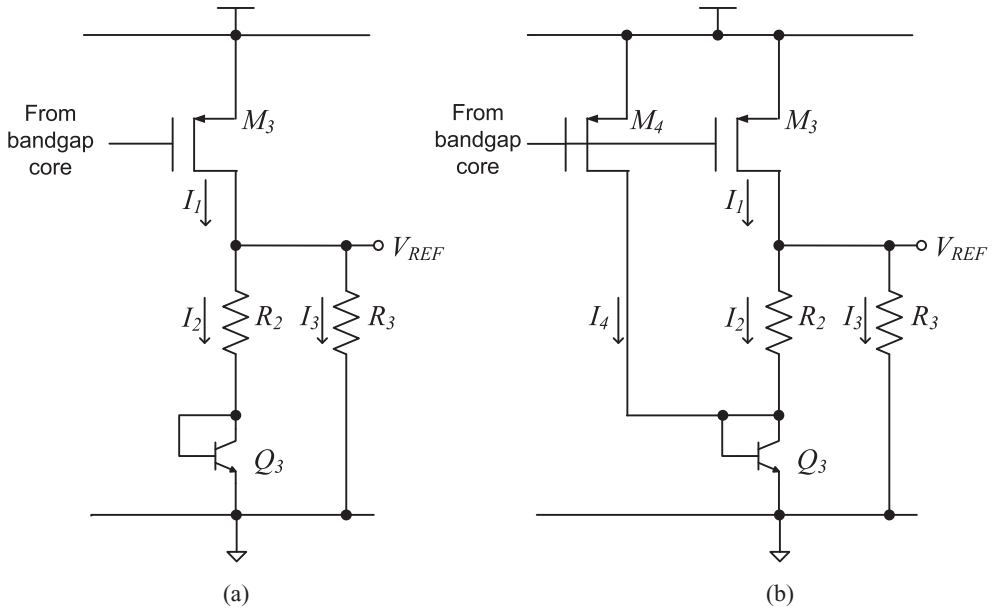 From
bandgap
core
M3
I1
VREF
I2
R2
I3
R3
Q3
(a)
From
bandgap
core
M4
M3
I1
VREF
I4
I2
R2
I3
R3
Q3
(b)